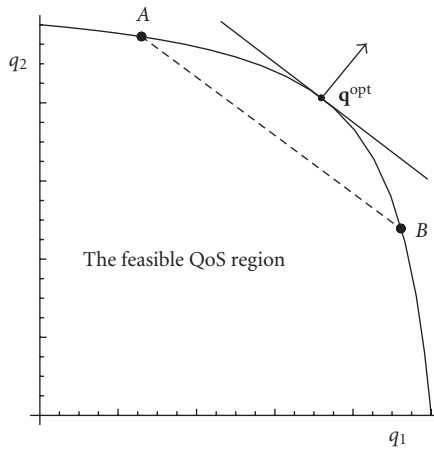 A
q₂
q^opt
B
The feasible QoS region
q₁